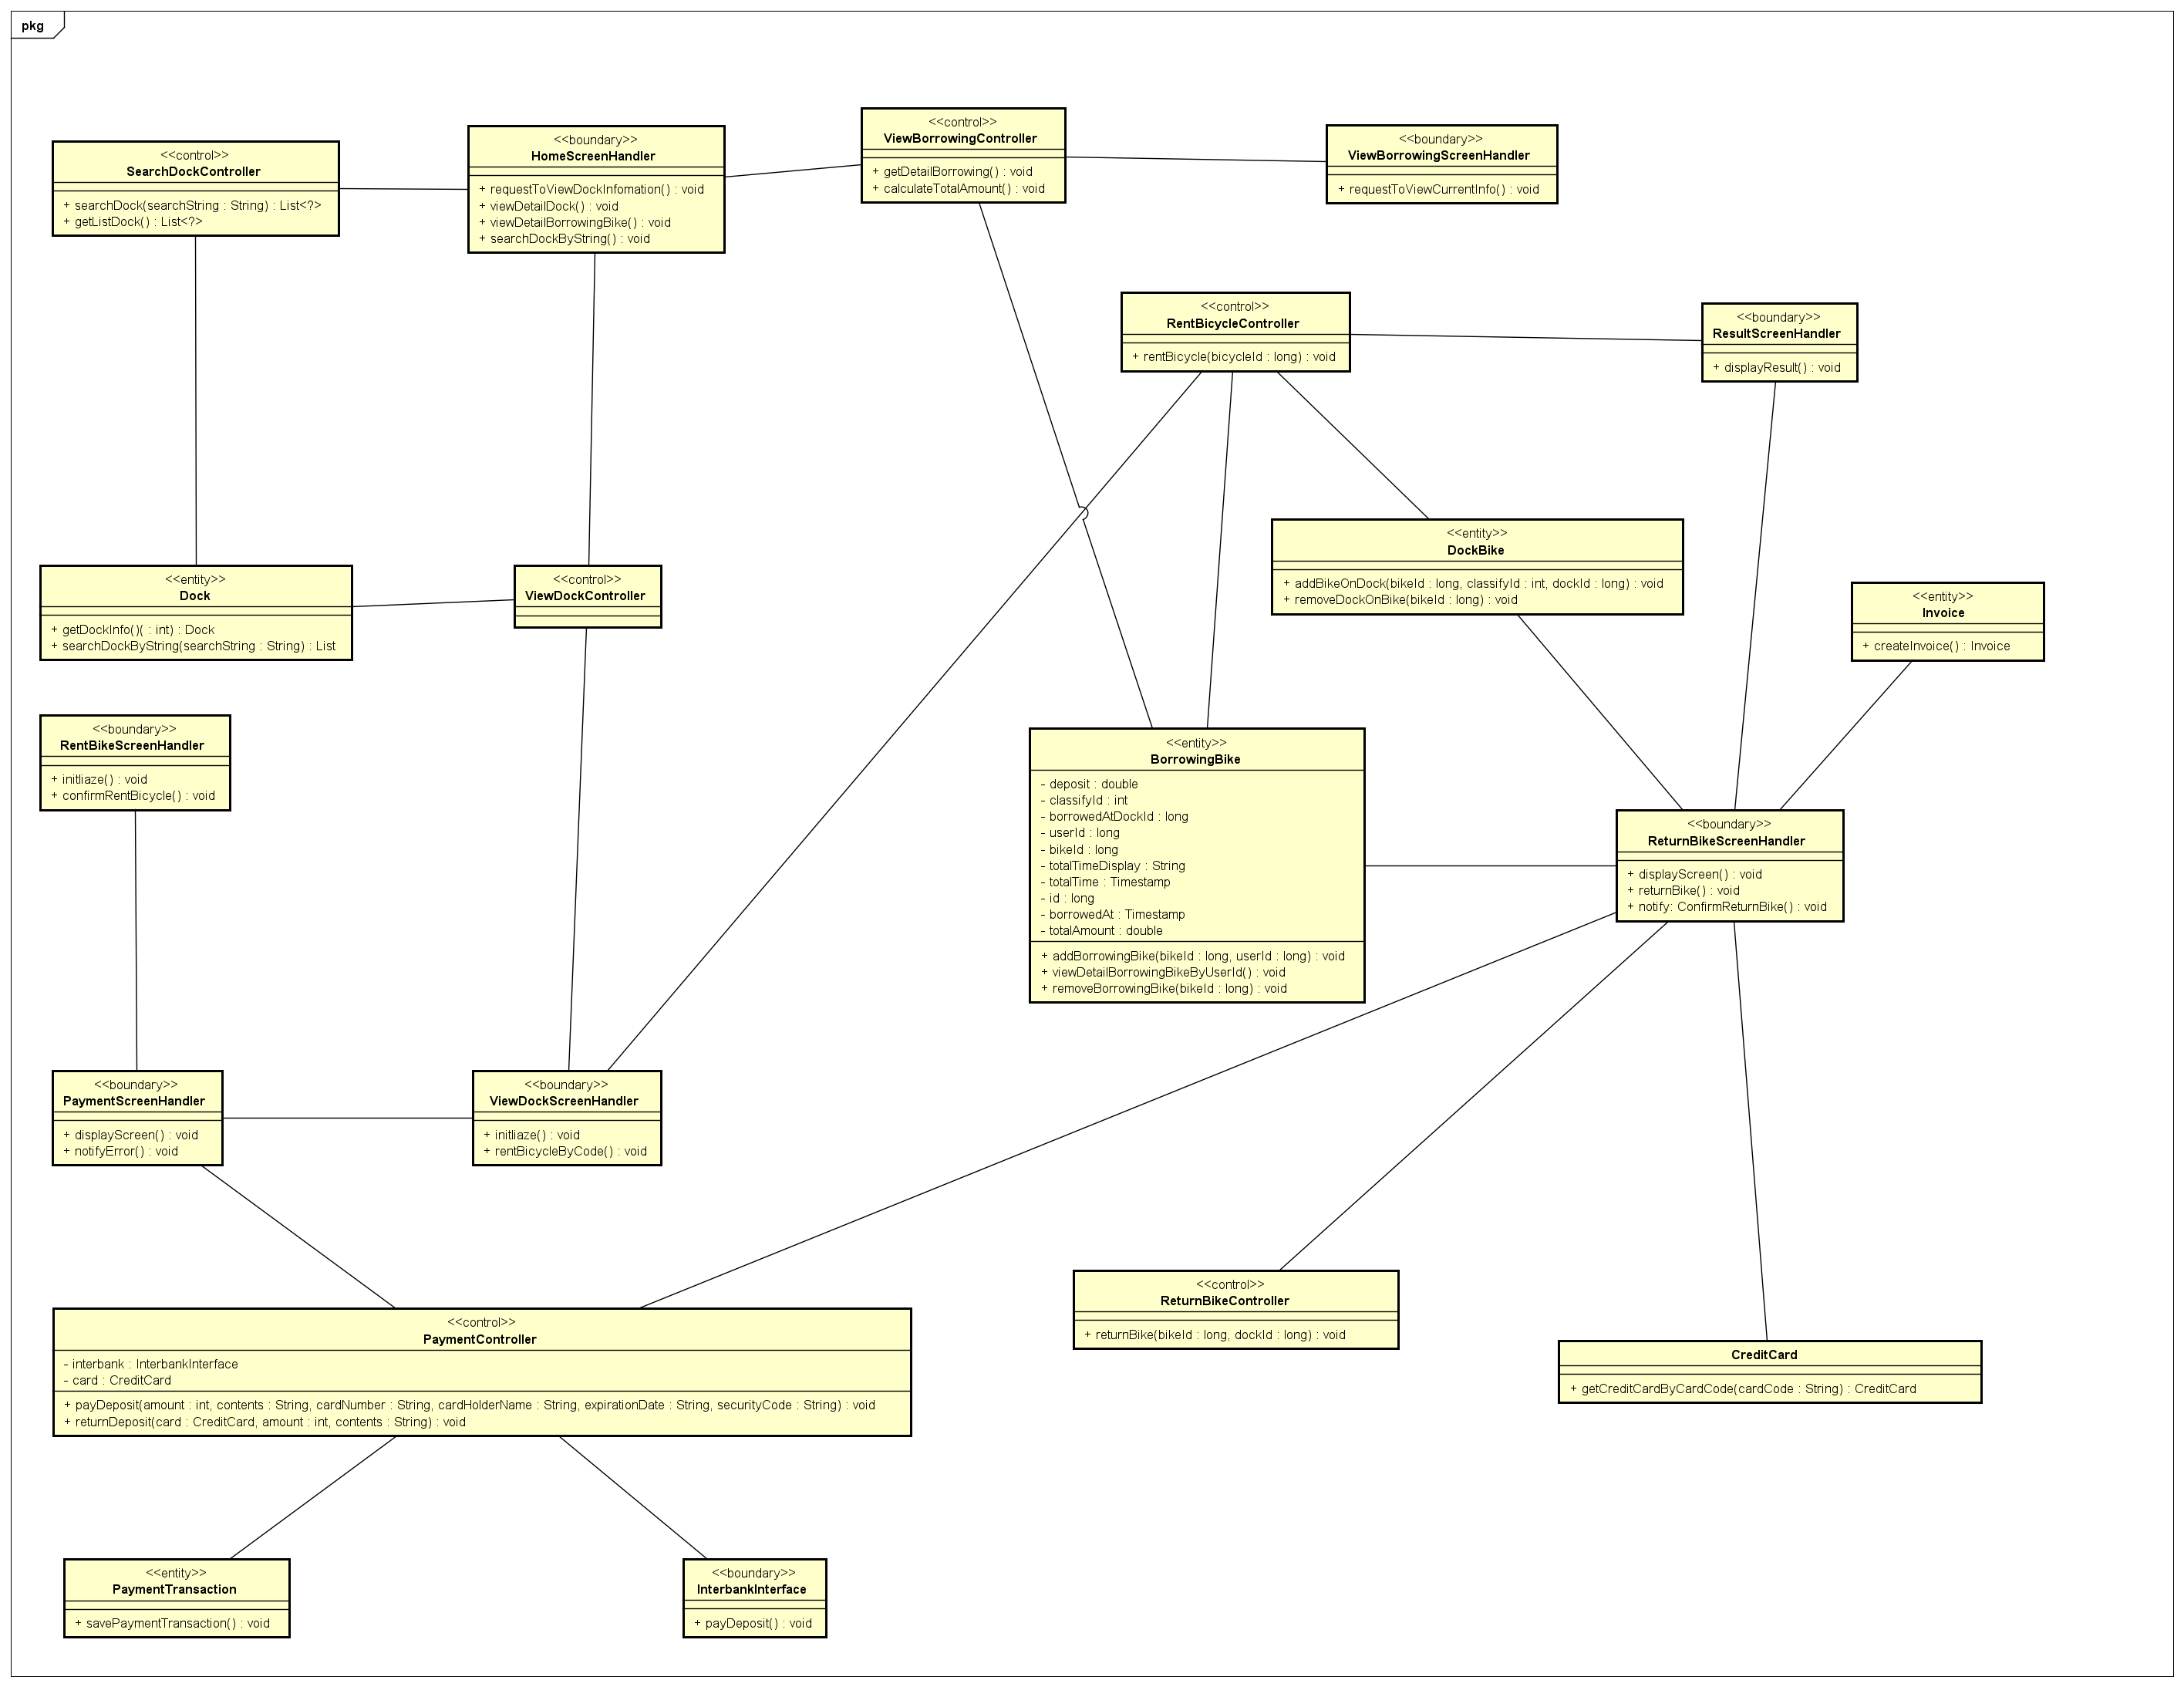 pkg
<<control>>
SearchDockController
+ searchDock(searchString : String) : List<?>
+ getListDock() : List<?>
<<boundary>>
HomeScreenHandler
+ requestToViewDockInfomation() : void
+ viewDetailDock() : void
+ viewDetailBorrowingBike() : void
+ searchDockByString() : void
<<control>>
ViewBorrowingController
+ getDetailBorrowing() : void
+ calculateTotalAmount() : void
<<boundary>>
ViewBorrowingScreenHandler
+ requestToViewCurrentInfo() : void
<<control>>
RentBicycleController
+ rentBicycle(bicycleId : long) : void
<<boundary>>
ResultScreenHandler
+ displayResult() : void
<<entity>>
DockBike
+ addBikeOnDock(bikeId : long, classifyId : int, dockId : long) : void
+ removeDockOnBike(bikeId : long) : void
<<entity>>
Dock
+ getDockInfo()( : int) : Dock
+ searchDockByString(searchString : String) : List
<<control>>
ViewDockController
<<entity>>
Invoice
+ createInvoice() : Invoice
<<boundary>>
RentBikeScreenHandler
+ initliaze() : void
+ confirmRentBicycle() : void
<<entity>>
BorrowingBike
- deposit : double
- classifyId : int
- borrowedAtDockId : long
- userId : long
- bikeId : long
- totalTimeDisplay : String
- totalTime : Timestamp
- id : long
- borrowedAt : Timestamp
- totalAmount : double
+ addBorrowingBike(bikeId : long, userId : long) : void
+ viewDetailBorrowingBikeByUserId() : void
+ removeBorrowingBike(bikeId : long) : void
<<boundary>>
ReturnBikeScreenHandler
+ displayScreen() : void
+ returnBike() : void
+ notify: ConfirmReturnBike() : void
<<boundary>>
PaymentScreenHandler
+ displayScreen() : void
+ notifyError() : void
<<boundary>>
ViewDockScreenHandler
+ initliaze() : void
+ rentBicycleByCode() : void
<<control>>
PaymentController
- interbank : InterbankInterface
- card : CreditCard
+ payDeposit(amount : int, contents : String, cardNumber : String, cardHolderName : String, expirationDate : String, securityCode : String) : void
+ returnDeposit(card : CreditCard, amount : int, contents : String) : void
<<control>>
ReturnBikeController
+ returnBike(bikeId : long, dockId : long) : void
CreditCard
+ getCreditCardByCardCode(cardCode : String) : CreditCard
<<entity>>
PaymentTransaction
+ savePaymentTransaction() : void
<<boundary>>
InterbankInterface
+ payDeposit() : void